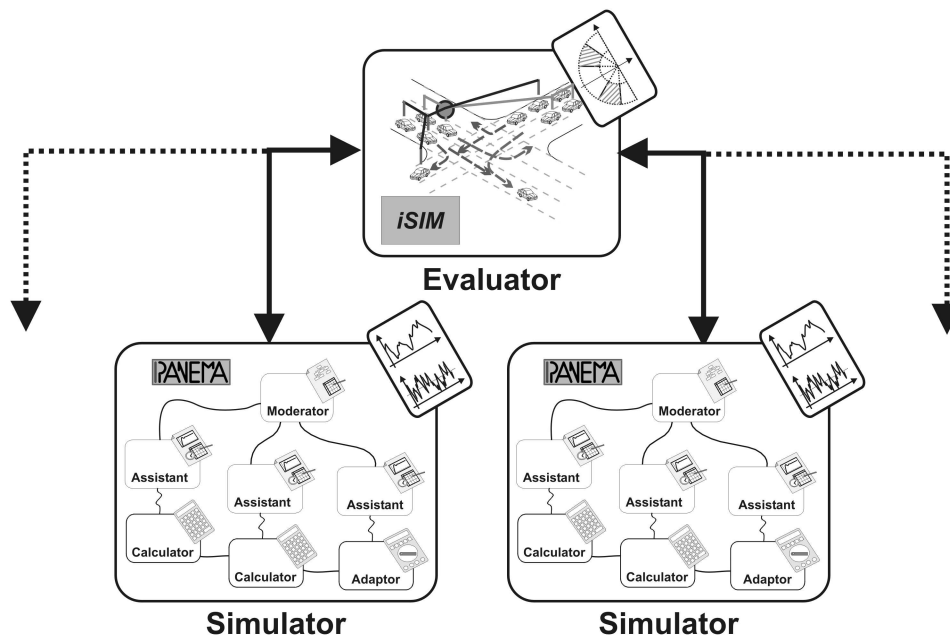 iSIM
Evaluator
PANEMA
Moderator
Assistant
Assistant
Assistant
Calculator
Calculator
Adaptor
Simulator
PANEMA
Moderator
Assistant
Assistant
Assistant
Calculator
Calculator
Adaptor
Simulator